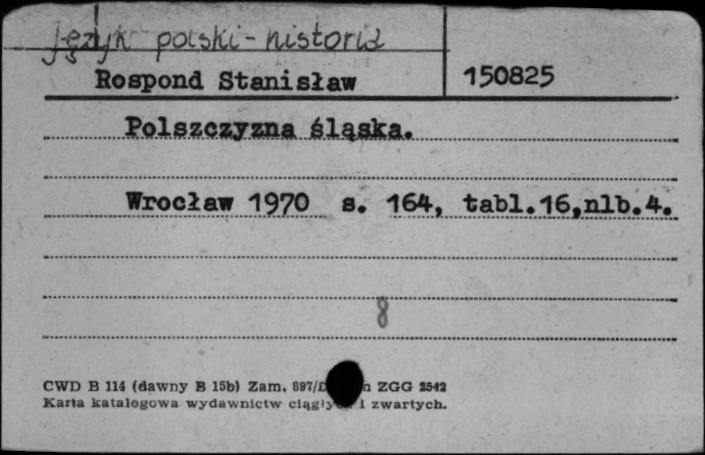 Język polski - historia
Rospond Stanisław 150825
Polszczyzna śląska.
Wrocław 1970 s. 164, tabl.16,nlb.4.
8
CWD B 114 (dawny B 15b) Zam. 897/ ZGG 2542
Karta katalogowa wydawnictw i zwartych.